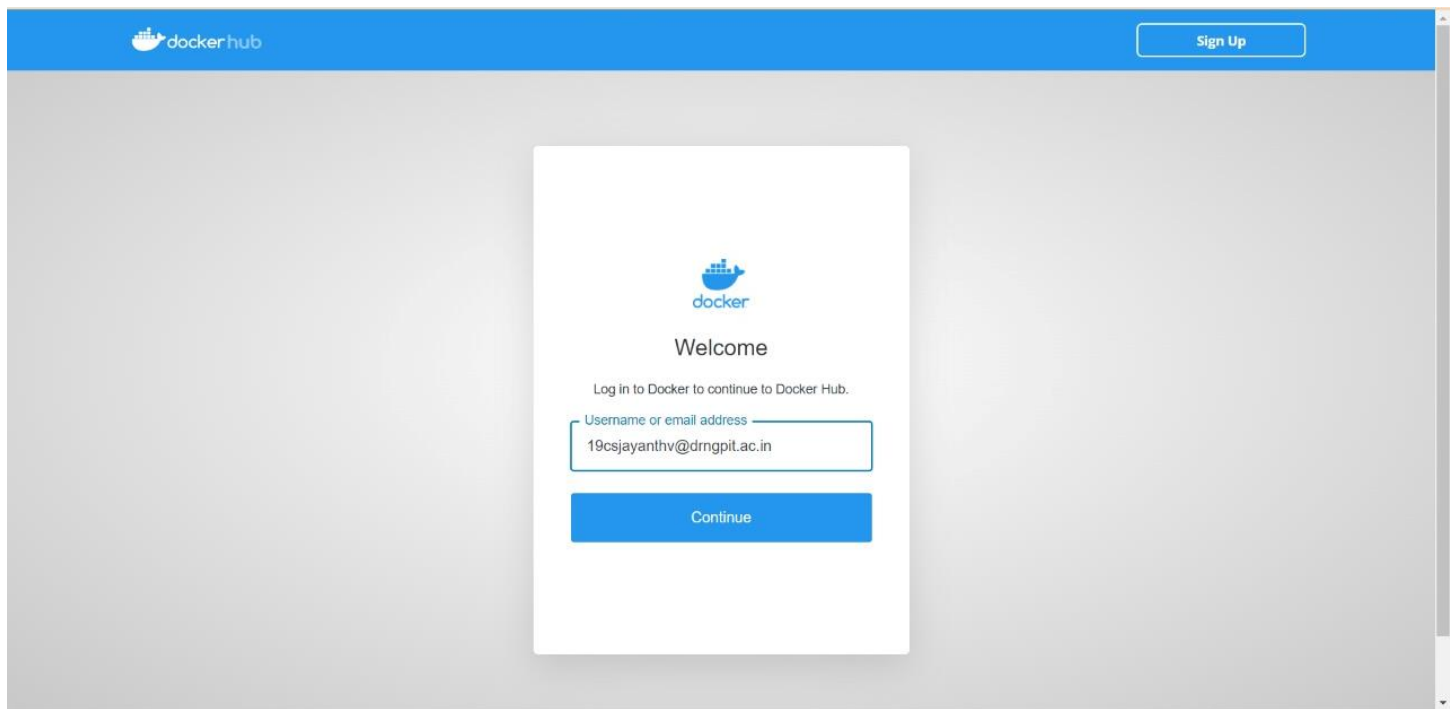 dockerhub
Sign Up
docker
Welcome
Log in to Docker to continue to Docker Hub.
Username or email address
19csjayanthv@drngpit.ac.in
Continue